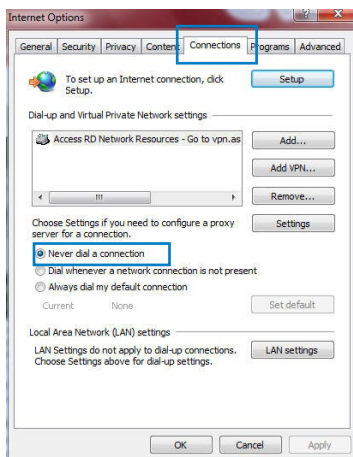 Internet Options
General Security Privacy Content Connections Programs Advanced
To set up an Internet connection, click
Setup.
Setup
Dial-up and Virtual Private Network settings
Access RD Network Resources - Go to vpn.as
Add...
Add VPN...
Remove...
Choose Settings if you need to configure a proxy
server for a connection.
Settings
Never dial a connection
Dial whenever a network connection is not present
Always dial my default connection
Current None
Set default
Local Area Network (LAN) settings
LAN Settings do not apply to dial-up connections.
Choose Settings above for dial-up settings.
LAN settings
OK Cancel Apply